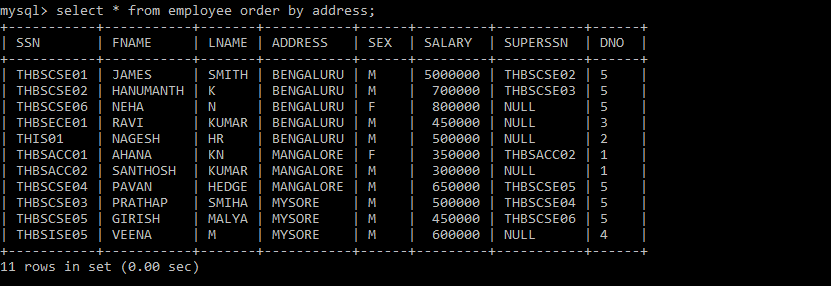 mysql> select * from employee order by address;
+-----------+-----------+-------+-----------+------+---------+-----------+------+
| SSN       | FNAME     | LNAME | ADDRESS   | SEX  | SALARY  | SUPERSSN  | DNO  |
+-----------+-----------+-------+-----------+------+---------+-----------+------+
| THBSCSE01 | JAMES     | SMITH | BENGALURU | M    | 5000000 | THBSCSE02 | 5    |
| THBSCSE02 | HANUMANTH | K     | BENGALURU | M    |  700000 | THBSCSE03 | 5    |
| THBSCSE06 | NEHA      | N     | BENGALURU | F    |  800000 | NULL      | 5    |
| THBSECE01 | RAVI      | KUMAR | BENGALURU | M    |  450000 | NULL      | 3    |
| THIS01    | NAGESH    | HR    | BENGALURU | M    |  500000 | NULL      | 2    |
| THBSACC01 | AHANA     | KN    | MANGALORE | F    |  350000 | THBSACC02 | 1    |
| THBSACC02 | SANTHOSH  | KUMAR | MANGALORE | M    |  300000 | NULL      | 1    |
| THBSCSE04 | PAVAN     | HEDGE | MANGALORE | M    |  650000 | THBSCSE05 | 5    |
| THBSCSE03 | PRATHAP   | SMIHA | MYSORE    | M    |  500000 | THBSCSE04 | 5    |
| THBSCSE05 | GIRISH    | MALYA | MYSORE    | M    |  450000 | THBSCSE06 | 5    |
| THBSISE05 | VEENA     | M     | MYSORE    | M    |  600000 | NULL      | 4    |
+-----------+-----------+-------+-----------+------+---------+-----------+------+
11 rows in set (0.00 sec)